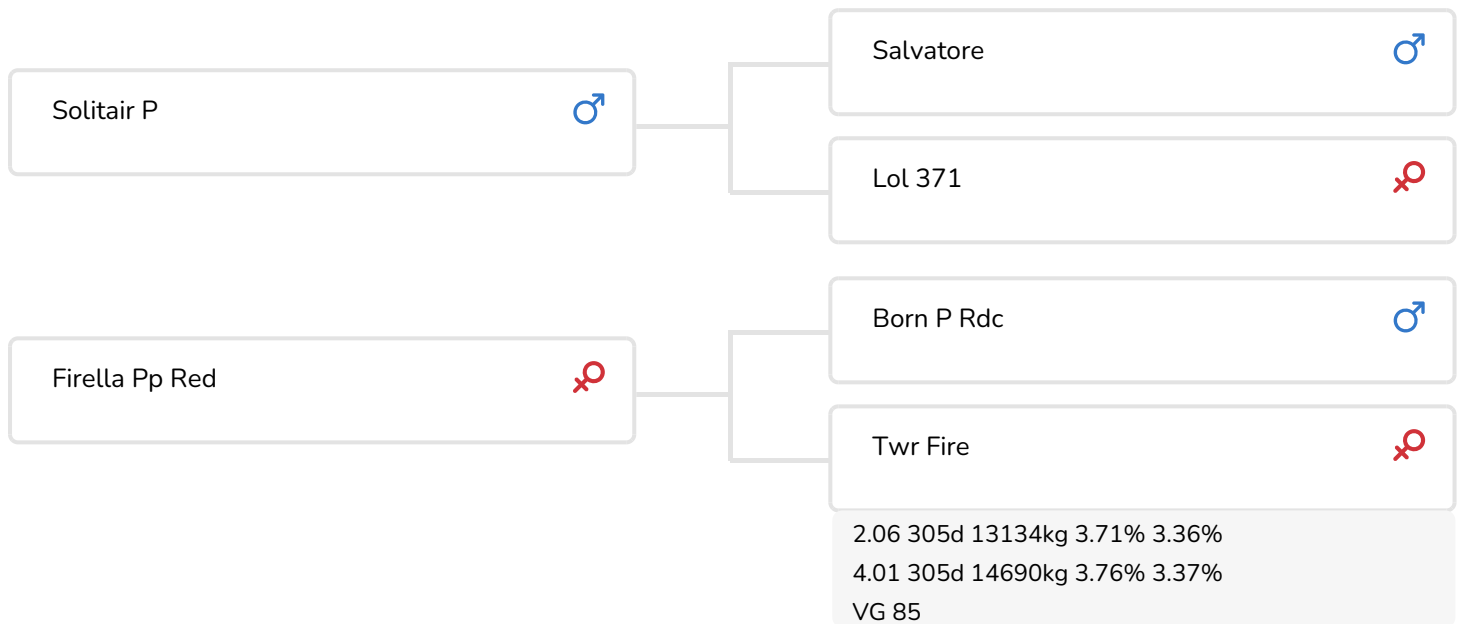 Solitair P
Salvatore
Lol 371
Firella Pp Red
Born P Rdc
Twr Fire
2.06 305d 13134kg 3.71% 3.36%
4.01 305d 14690kg 3.76% 3.37%
VG 85